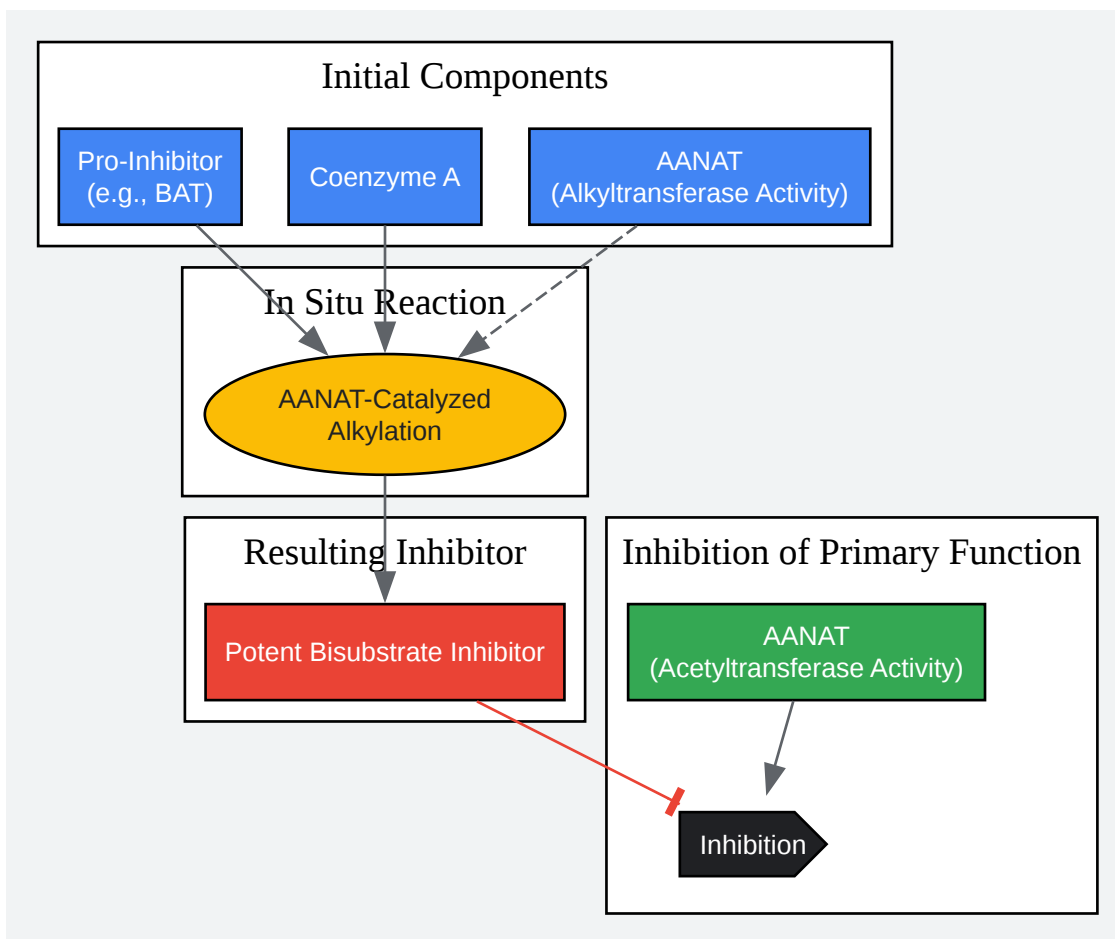 Initial Components
Pro-Inhibitor
(e.g., BAT)
Coenzyme A
AANAT
(Alkyltransferase Activity)
In Situ Reaction
AANAT-Catalyzed
Alkylation
Resulting Inhibitor
Potent Bisubstrate Inhibitor
Inhibition of Primary Function
AANAT
(Acetyltransferase Activity)
Inhibition